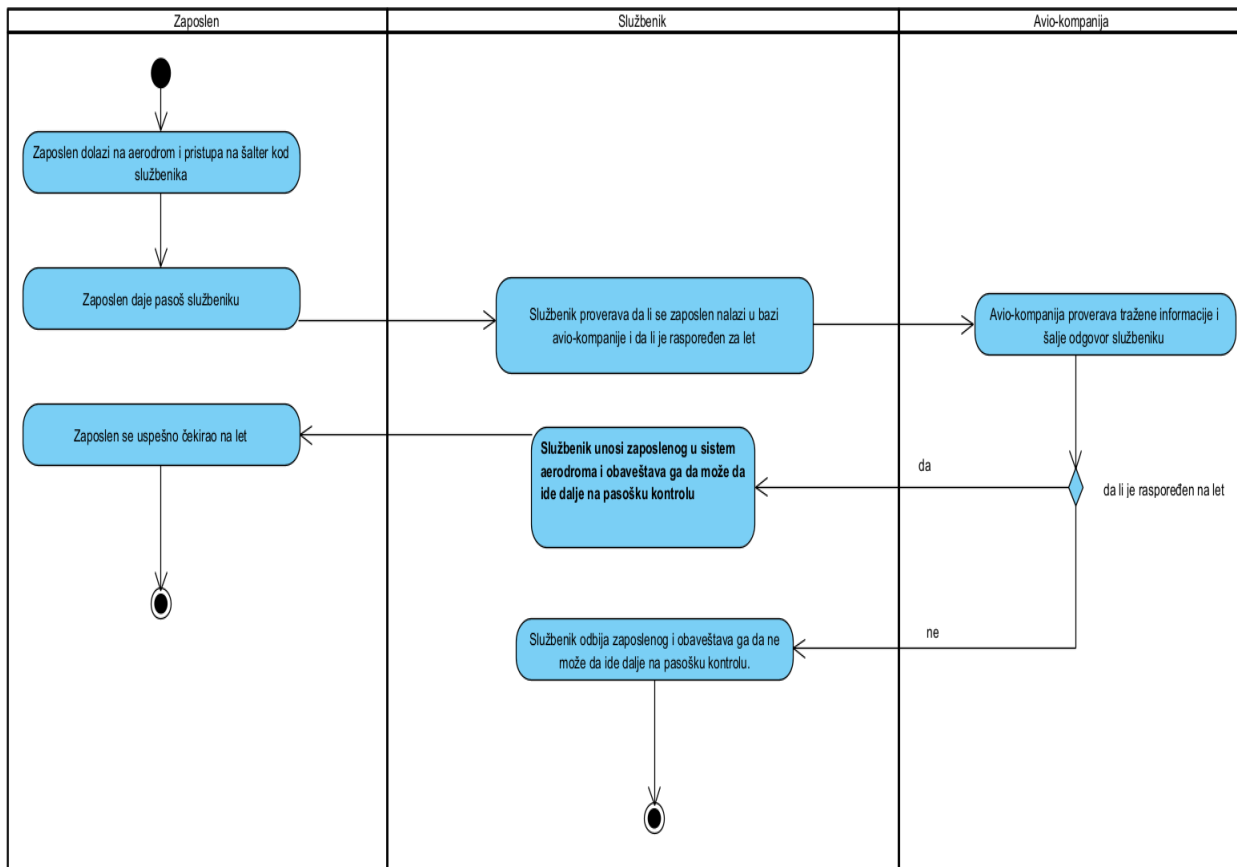 Zaposlen
Službenik
Avio-kompanija
Zaposlen dolazi na aerodrom i pristupa na šalter kod
službenika
Zaposlen daje pasoš službeniku
Službenik proverava da li se zaposlen nalazi u bazi
avio-kompanije i da li je raspoređen za let
Avio-kompanija proverava tražene informacije i
šalje odgovor službeniku
da li je raspoređen na let
da
Službenik unosi zaposlenog u sistem
aerodroma i obaveštava ga da može da
ide dalje na pasošku kontrolu
Zaposlen se uspešno čekirao na let
ne
Službenik odbija zaposlenog i obaveštava ga da ne
može da ide dalje na pasošku kontrolu.